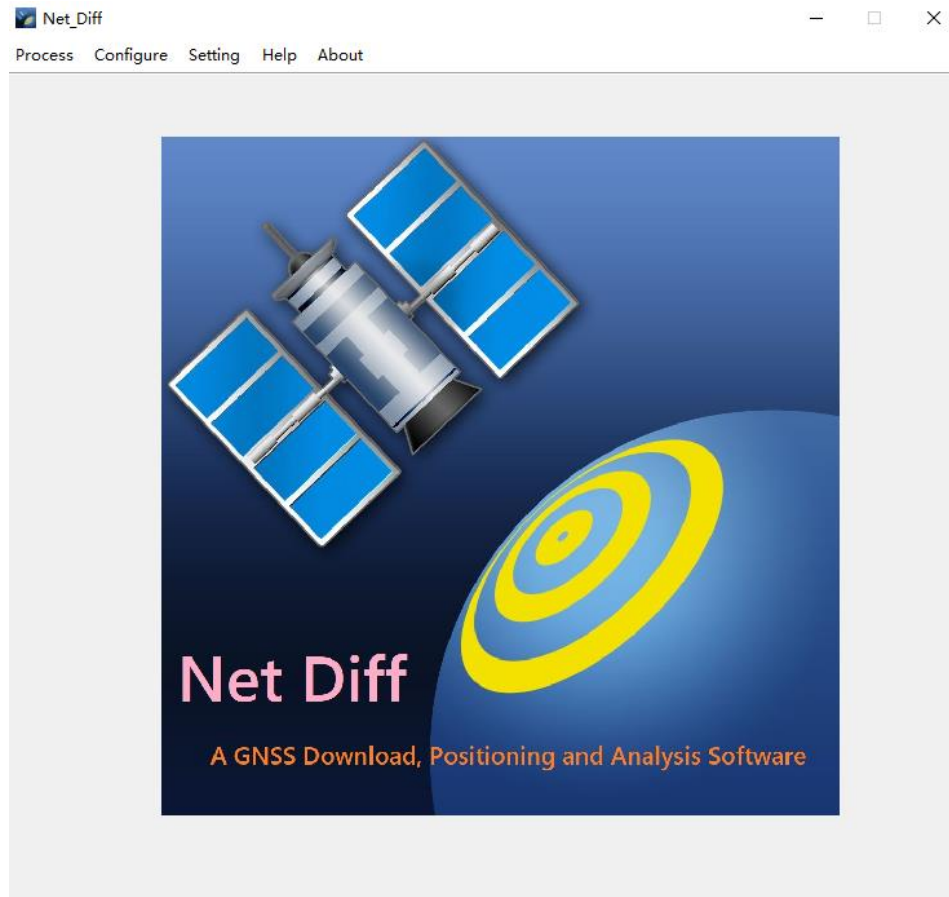 Net_Diff
Process Configure Setting Help About
Net Diff
A GNSS Download, Positioning and Analysis Software